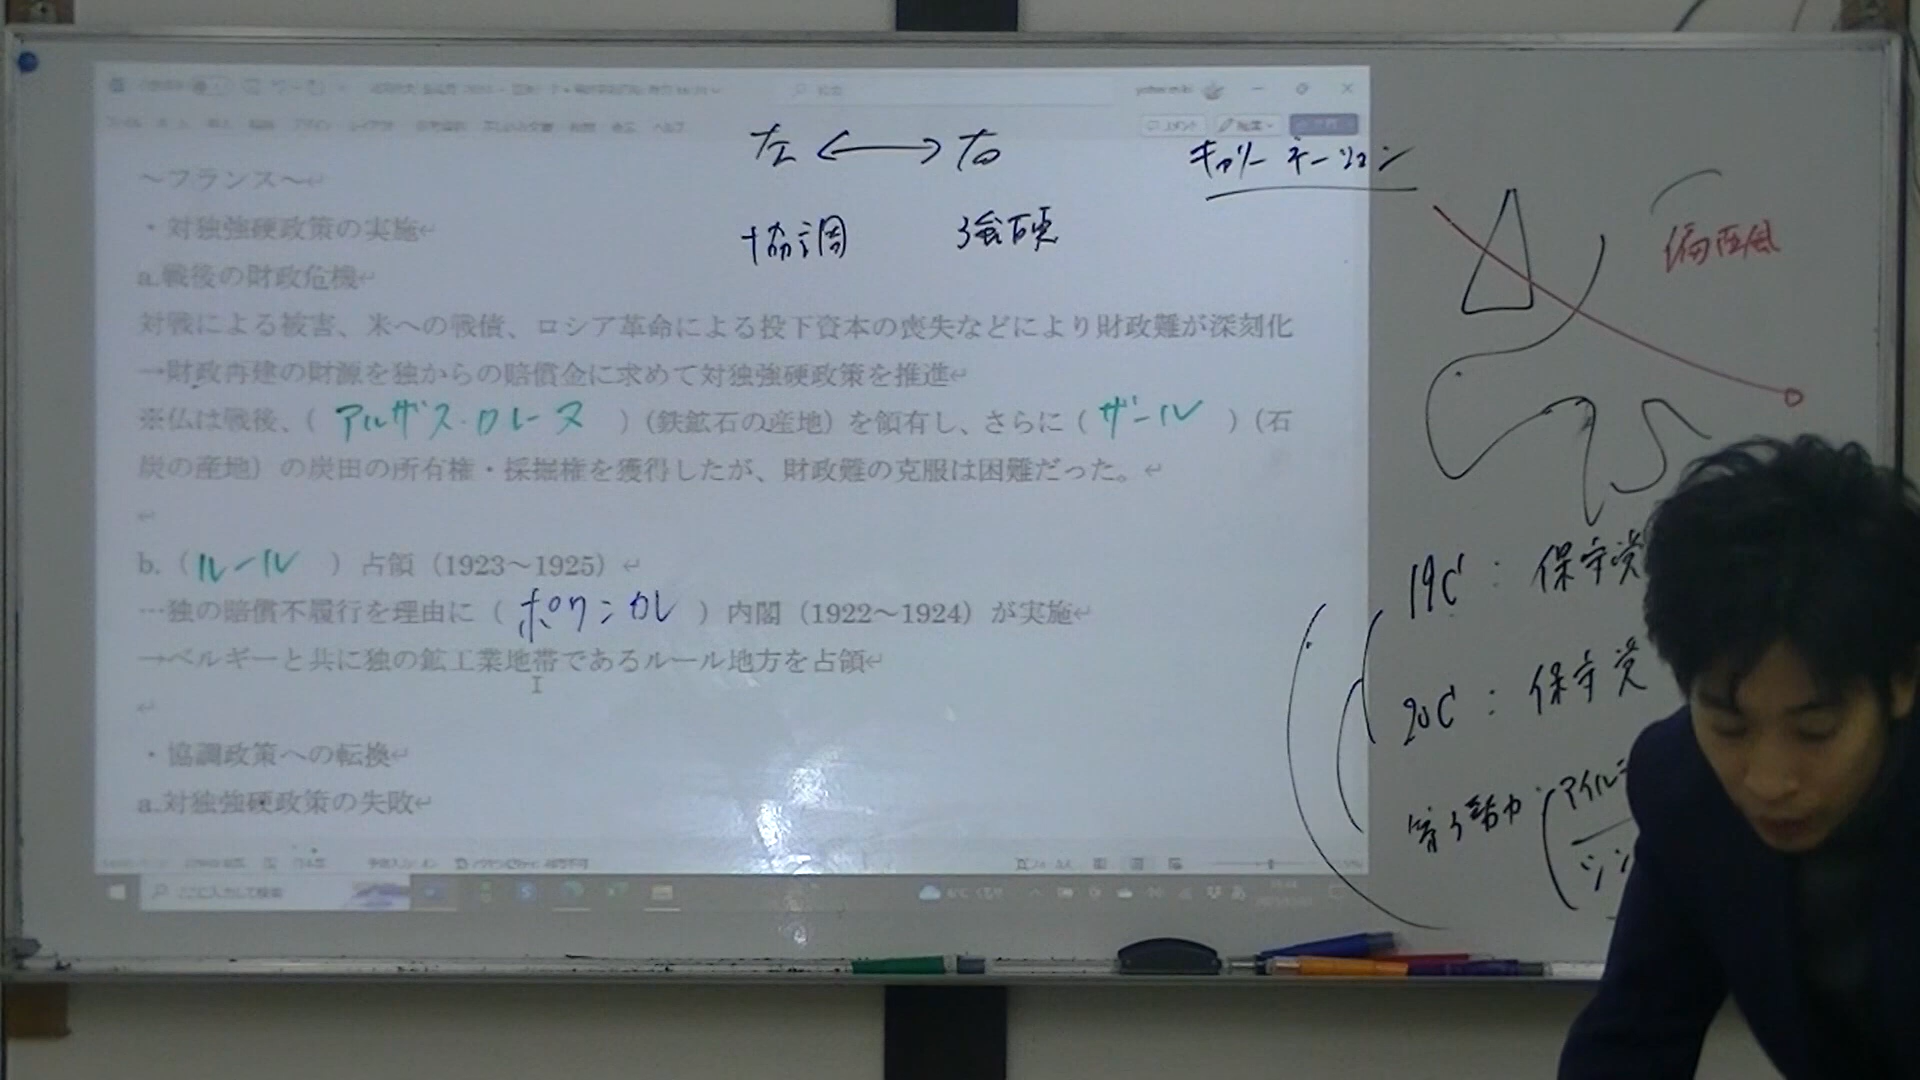 左 ⟷ 右
協調 強硬
～フランス～
・対独強硬政策の実施
a.戦後の財政危機
対戦による被害、米への戦債、ロシア革命による投下資本の喪失などにより財政難が深刻化
→財政再建の財源を独からの賠償金に求めて対独強硬政策を推進
※仏は戦後、（アルザス・ロレーヌ）（鉄鉱石の産地）を領有し、さらに（ザール）（石
炭の産地）の炭田の所有権・採掘権を獲得したが、財政難の克服は困難だった。
b.（ルール）占領（1923～1925）
…独の賠償不履行を理由に（ポワンカレ）内閣（1922～1924）が実施
→ベルギーと共に独の鉱工業地帯であるルール地方を占領
・協調政策への転換
a.対独強硬政策の失敗
ここに入力して検索
キャリーネーション
偏西風
19C : 保守党
20C : 保守党